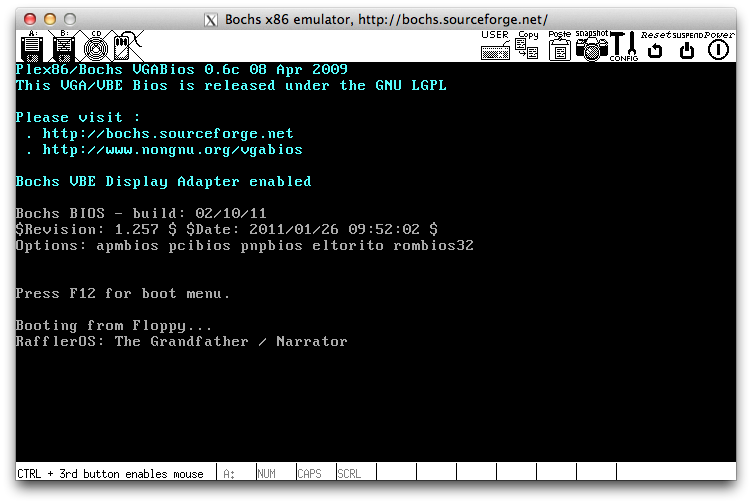 Bochs x86 emulator, http://bochs.sourceforge.net/
A: B: CD USER Copy Paste snapshot CONFIG Reset SUSPEND Power
Plex86/Bochs VGABios 0.6c 08 Apr 2009
This VGA/VBE Bios is released under the GNU LGPL
Please visit :
. http://bochs.sourceforge.net
. http://www.nongnu.org/vgabios
Bochs VBE Display Adapter enabled
Bochs BIOS - build: 02/10/11
$Revision: 1.257 $ $Date: 2011/01/26 09:52:02 $
Options: apmbios pcibios pnpbios eltorito rombios32
Press F12 for boot menu.
Booting from Floppy...
RafflerOS: The Grandfather / Narrator
CTRL + 3rd button enables mouse A: NUM CAPS SCRL